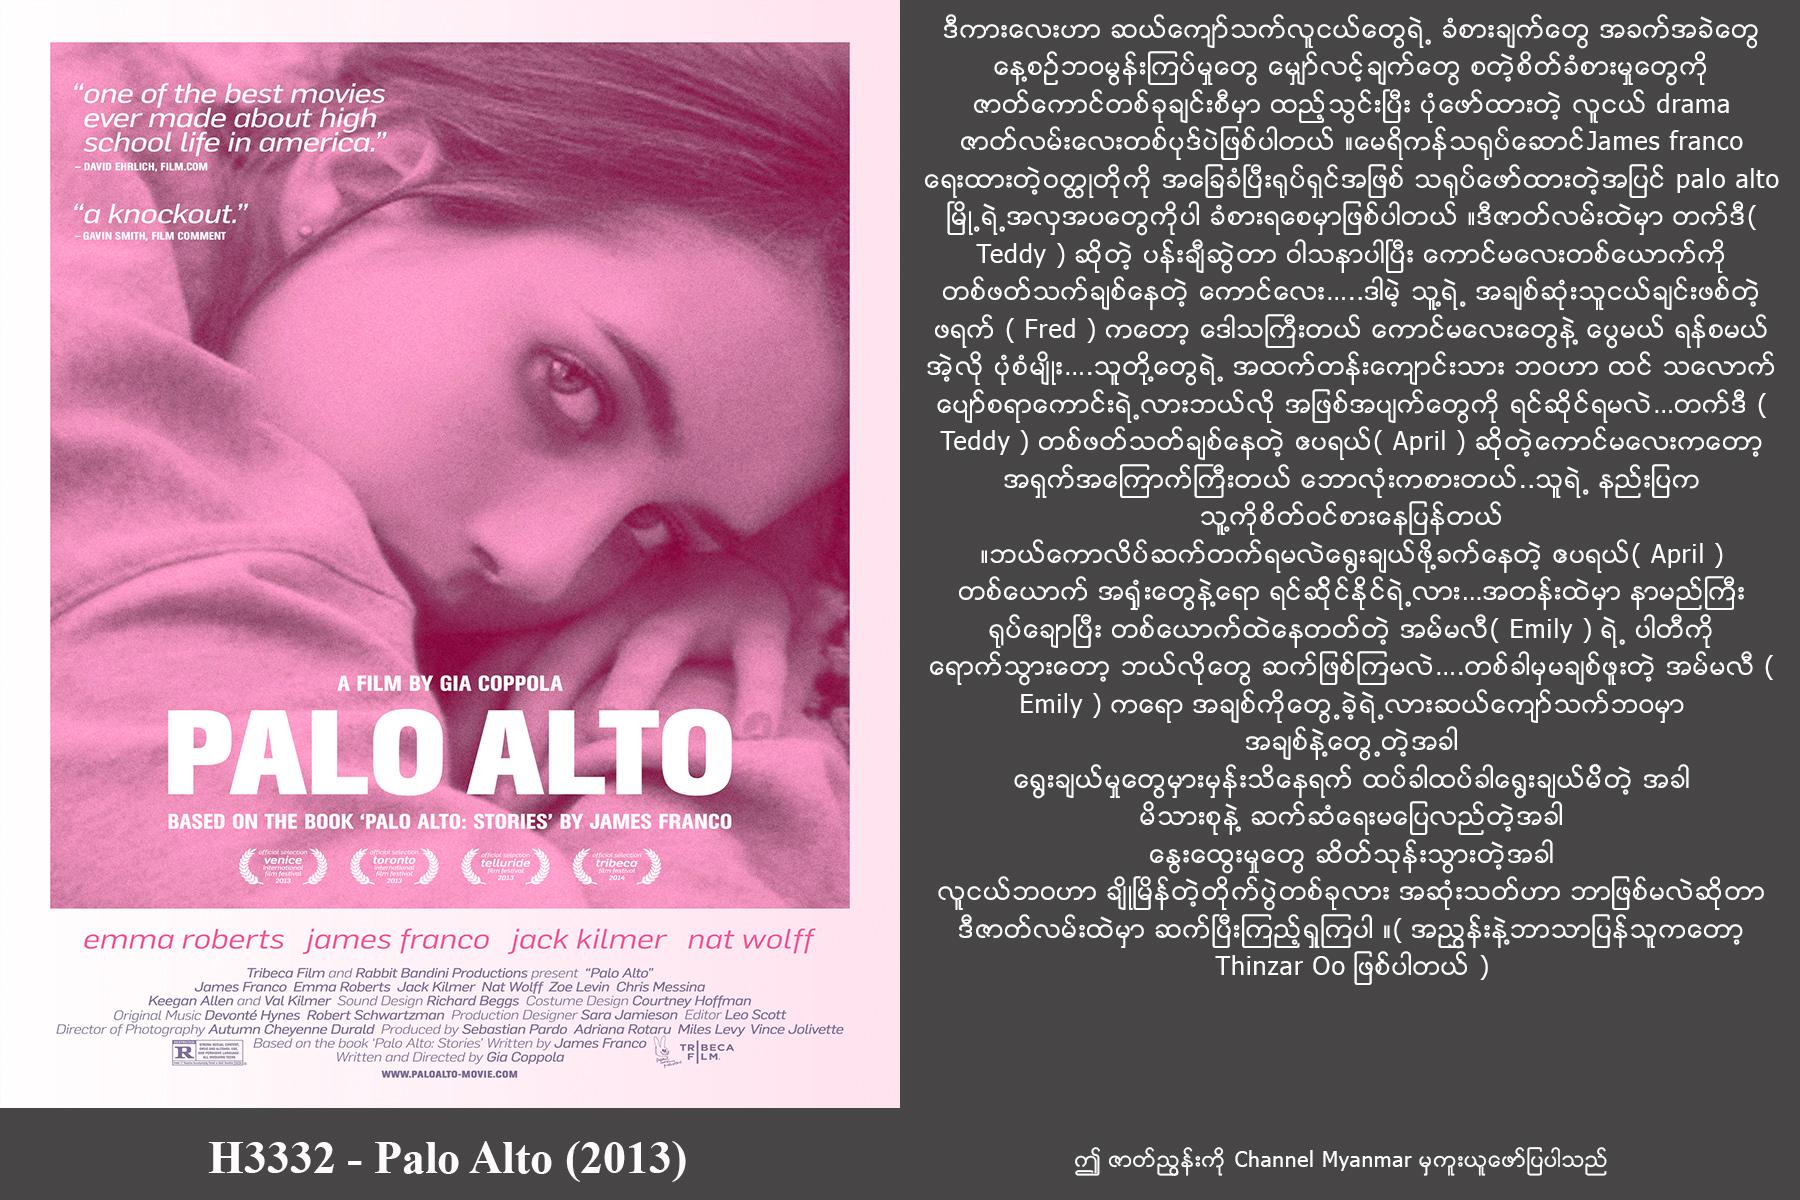 “one of the best movies
ever made about high
school life in america.”
– DAVID EHRLICH, FILM.COM
“a knockout.”
– GAVIN SMITH, FILM COMMENT
A FILM BY GIA COPPOLA
PALO ALTO
BASED ON THE BOOK ‘PALO ALTO: STORIES’ BY JAMES FRANCO
official selection
venice
international
film festival
2013
official selection
toronto
international
film festival
2013
official selection
telluride
film festival
2013
official selection
tribeca
film festival
2014
emma roberts james franco jack kilmer nat wolff
Tribeca Film and Rabbit Bandini Productions present “Palo Alto”
James Franco Emma Roberts Jack Kilmer Nat Wolff Zoe Levin Chris Messina
Keegan Allen and Val Kilmer Sound Design Richard Beggs Costume Design Courtney Hoffman
Original Music Devonté Hynes Robert Schwartzman Production Designer Sara Jamieson Editor Leo Scott
Director of Photography Autumn Cheyenne Durald Produced by Sebastian Pardo Adriana Rotaru Miles Levy Vince Jolivette
Based on the book ‘Palo Alto: Stories’ Written by James Franco
Written and Directed by Gia Coppola
R
TRIBECA
FILM.
WWW.PALOALTO-MOVIE.COM
H3332 - Palo Alto (2013)
ဒီကားလေးဟာ ဆယ်ကျော်သက်လူငယ်တွေရဲ့ ခံစားချက်တွေ အခက်အခဲတွေ
နေ့စဉ်ဘဝမွန်းကြပ်မှုတွေ မျှော်လင့်ချက်တွေ စတဲ့စိတ်ခံစားမှုတွေကို
ဇာတ်ကောင်တစ်ခုချင်းစီမှာ ထည့်သွင်းပြီး ပုံဖော်ထားတဲ့ လူငယ် drama
ဇာတ်လမ်းလေးတစ်ပုဒ်ပဲဖြစ်ပါတယ် ။မေရိကန်သရုပ်ဆောင်James franco
ရေးထားတဲ့ဝတ္ထုတိုကို အခြေခံပြီးရုပ်ရှင်အဖြစ် သရုပ်ဖော်ထားတဲ့အပြင် palo alto
မြို့ရဲ့အလှအပတွေကိုပါ ခံစားရစေမှာဖြစ်ပါတယ် ။ဒီဇာတ်လမ်းထဲမှာ တက်ဒီ(
Teddy ) ဆိုတဲ့ ပန်းချီဆွဲတာ ဝါသနာပါပြီး ကောင်မလေးတစ်ယောက်ကို
တစ်ဖတ်သက်ချစ်နေတဲ့ ကောင်လေး.....ဒါမဲ့ သူ့ရဲ့ အချစ်ဆုံးသူငယ်ချင်းဖစ်တဲ့
ဖရက် ( Fred ) ကတော့ ဒေါသကြီးတယ် ကောင်မလေးတွေနဲ့ ပွေမယ် ရန်စမယ်
အဲ့လို ပုံစံမျိုး....သူတို့တွေရဲ့ အထက်တန်းကျောင်းသား ဘဝဟာ ထင် သလောက်
ပျော်စရာကောင်းရဲ့လားဘယ်လို အဖြစ်အပျက်တွေကို ရင်ဆိုင်ရမလဲ...တက်ဒီ (
Teddy ) တစ်ဖတ်သတ်ချစ်နေတဲ့ ဧပရယ်( April ) ဆိုတဲ့ကောင်မလေးကတော့
အရှက်အကြောက်ကြီးတယ် ဘောလုံးကစားတယ်..သူရဲ့ နည်းပြက
သူ့ကိုစိတ်ဝင်စားနေပြန်တယ်
။ဘယ်ကောလိပ်ဆက်တက်ရမလဲရွေးချယ်ဖို့ခက်နေတဲ့ ဧပရယ်( April )
တစ်ယောက် အရှုံးတွေနဲ့ရော ရင်ဆိုင်နိုင်ရဲ့လား...အတန်းထဲမှာ နာမည်ကြီး
ရုပ်ချောပြီး တစ်ယောက်ထဲနေတတ်တဲ့ အမ်မလီ( Emily ) ရဲ့ ပါတီကို
ရောက်သွားတော့ ဘယ်လိုတွေ ဆက်ဖြစ်ကြမလဲ....တစ်ခါမှမချစ်ဖူးတဲ့ အမ်မလီ (
Emily ) ကရော အချစ်ကိုတွေ့ခဲ့ရဲ့လားဆယ်ကျော်သက်ဘဝမှာ
အချစ်နဲ့တွေ့တဲ့အခါ
ရွေးချယ်မှုတွေမှားမှန်းသိနေရက် ထပ်ခါထပ်ခါရွေးချယ်မိတဲ့ အခါ
မိသားစုနဲ့ ဆက်ဆံရေးမပြေလည်တဲ့အခါ
နွေးထွေးမှုတွေ ဆိတ်သုန်းသွားတဲ့အခါ
လူငယ်ဘဝဟာ ချိုမြိန်တဲ့တိုက်ပွဲတစ်ခုလား အဆုံးသတ်ဟာ ဘာဖြစ်မလဲဆိုတာ
ဒီဇာတ်လမ်းထဲမှာ ဆက်ပြီးကြည့်ရှုကြပါ ။( အညွှန်းနဲ့ဘာသာပြန်သူကတော့
Thinzar Oo ဖြစ်ပါတယ် )
ဤ ဇာတ်ညွှန်းကို Channel Myanmar မှကူးယူဖော်ပြပါသည်